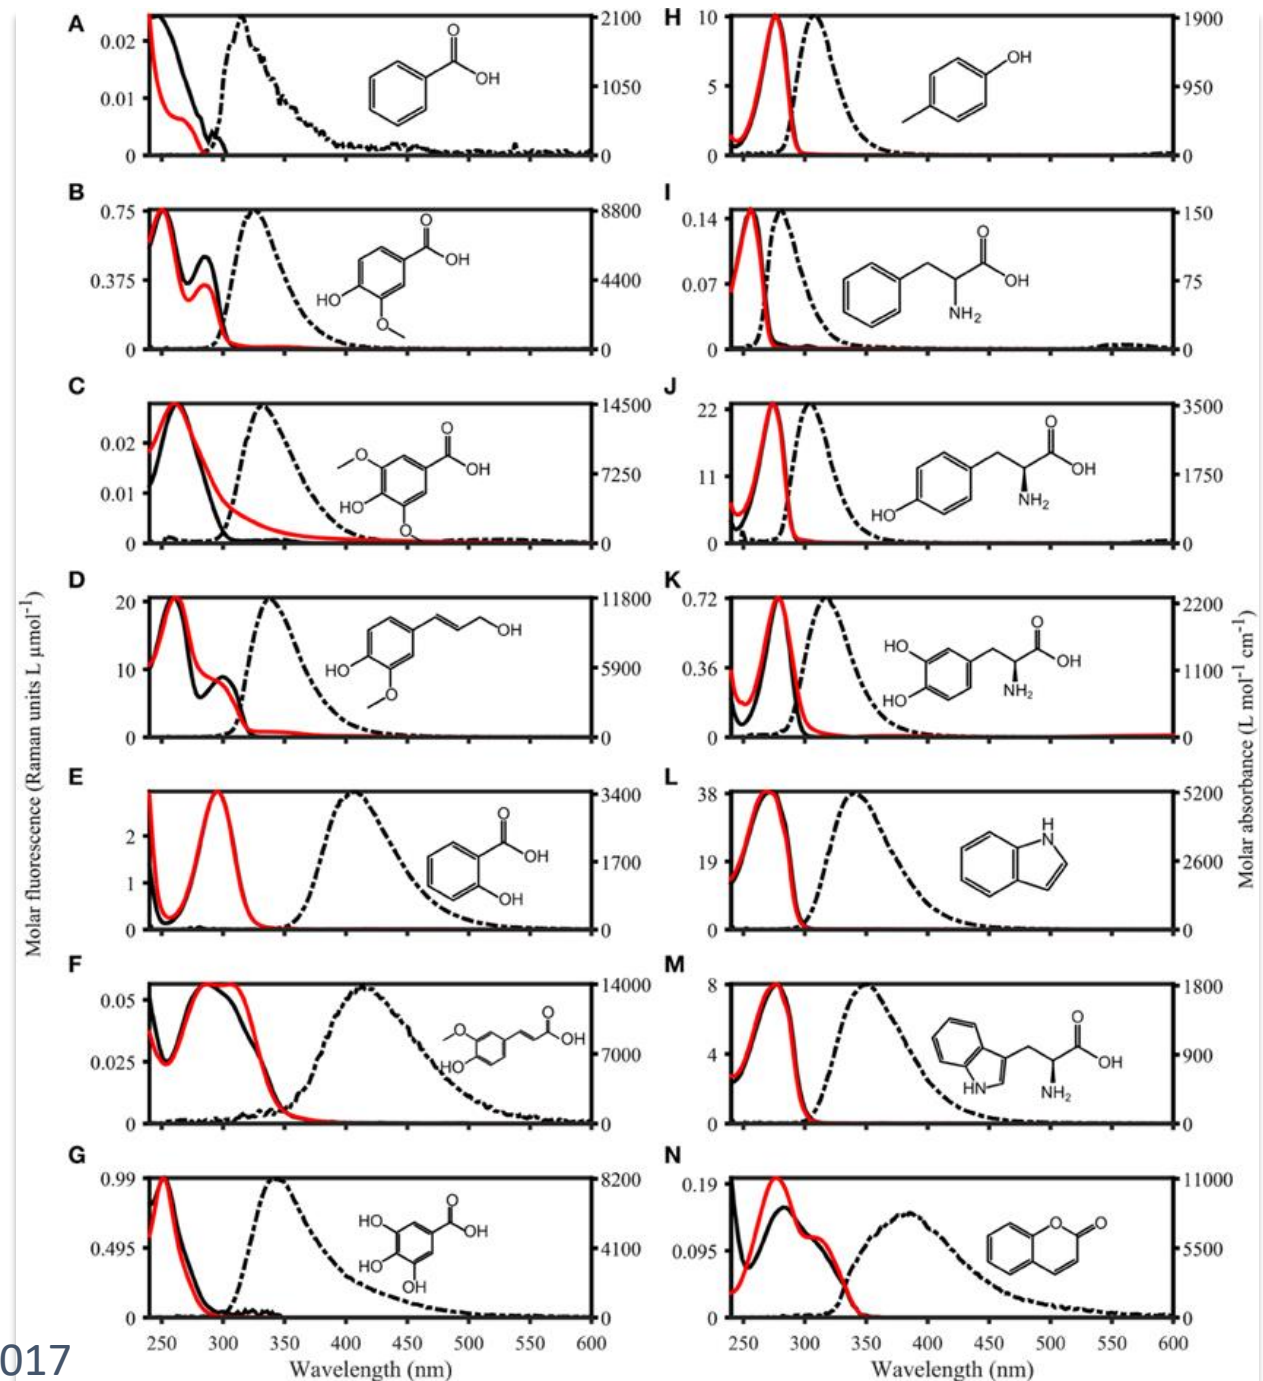 A
0.02
0.01
0
2100
1050
0
O
OH
H
10
5
0
1900
950
0
OH
B
0.75
0.375
0
8800
4400
0
O
OH
HO
O
I
0.14
0.07
0
150
75
0
O
OH
NH2
C
0.02
0.01
0
14500
7250
0
O
O
OH
HO
O
J
22
11
0
3500
1750
0
O
OH
NH2
HO
D
20
10
0
11800
5900
0
OH
HO
O
K
0.72
0.36
0
2200
1100
0
HO
O
OH
HO
NH2
E
2
1
0
3400
1700
0
O
OH
OH
L
38
19
0
5200
2600
0
H
N
F
0.05
0.025
0
14000
7000
0
O
O
OH
HO
M
8
4
0
1800
900
0
O
OH
HN
NH2
G
0.99
0.495
0
8200
4100
0
O
HO
OH
HO
OH
N
0.19
0.095
0
11000
5500
0
O
O
250 300 350 400 450 500 550 600
250 300 350 400 450 500 550 600
Wavelength (nm)
Wavelength (nm)
Molar fluorescence (Raman units L μmol⁻¹)
Molar absorbance (L mol⁻¹ cm⁻¹)
017